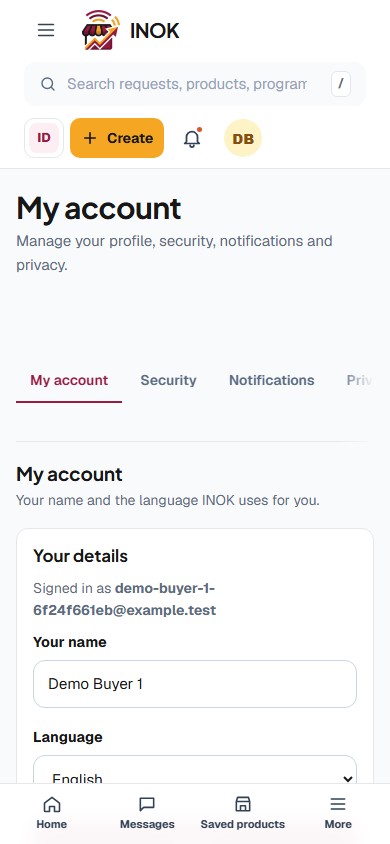 INOK
Search requests, products, program
/
ID
+ Create
DB
My account
Manage your profile, security, notifications and
privacy.
My account
Security
Notifications
Priv
My account
Your name and the language INOK uses for you.
Your details
Signed in as demo-buyer-1-
6f24f661eb@example.test
Your name
Demo Buyer 1
Language
English
Home
Messages
Saved products
More